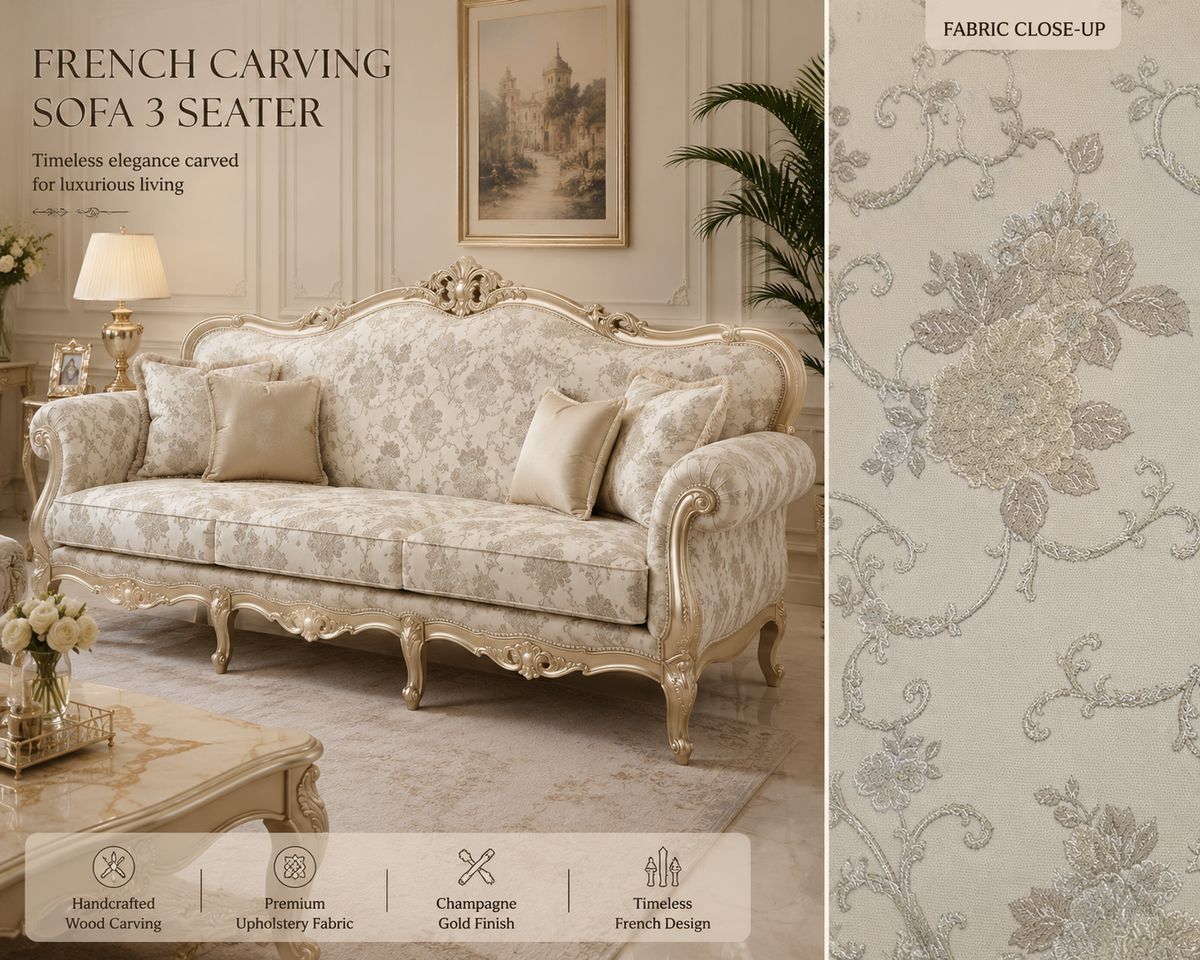 FRENCH CARVING
SOFA 3 SEATER
Timeless elegance carved
for luxurious living
FABRIC CLOSE-UP
Handcrafted
Wood Carving
Premium
Upholstery Fabric
Champagne
Gold Finish
Timeless
French Design